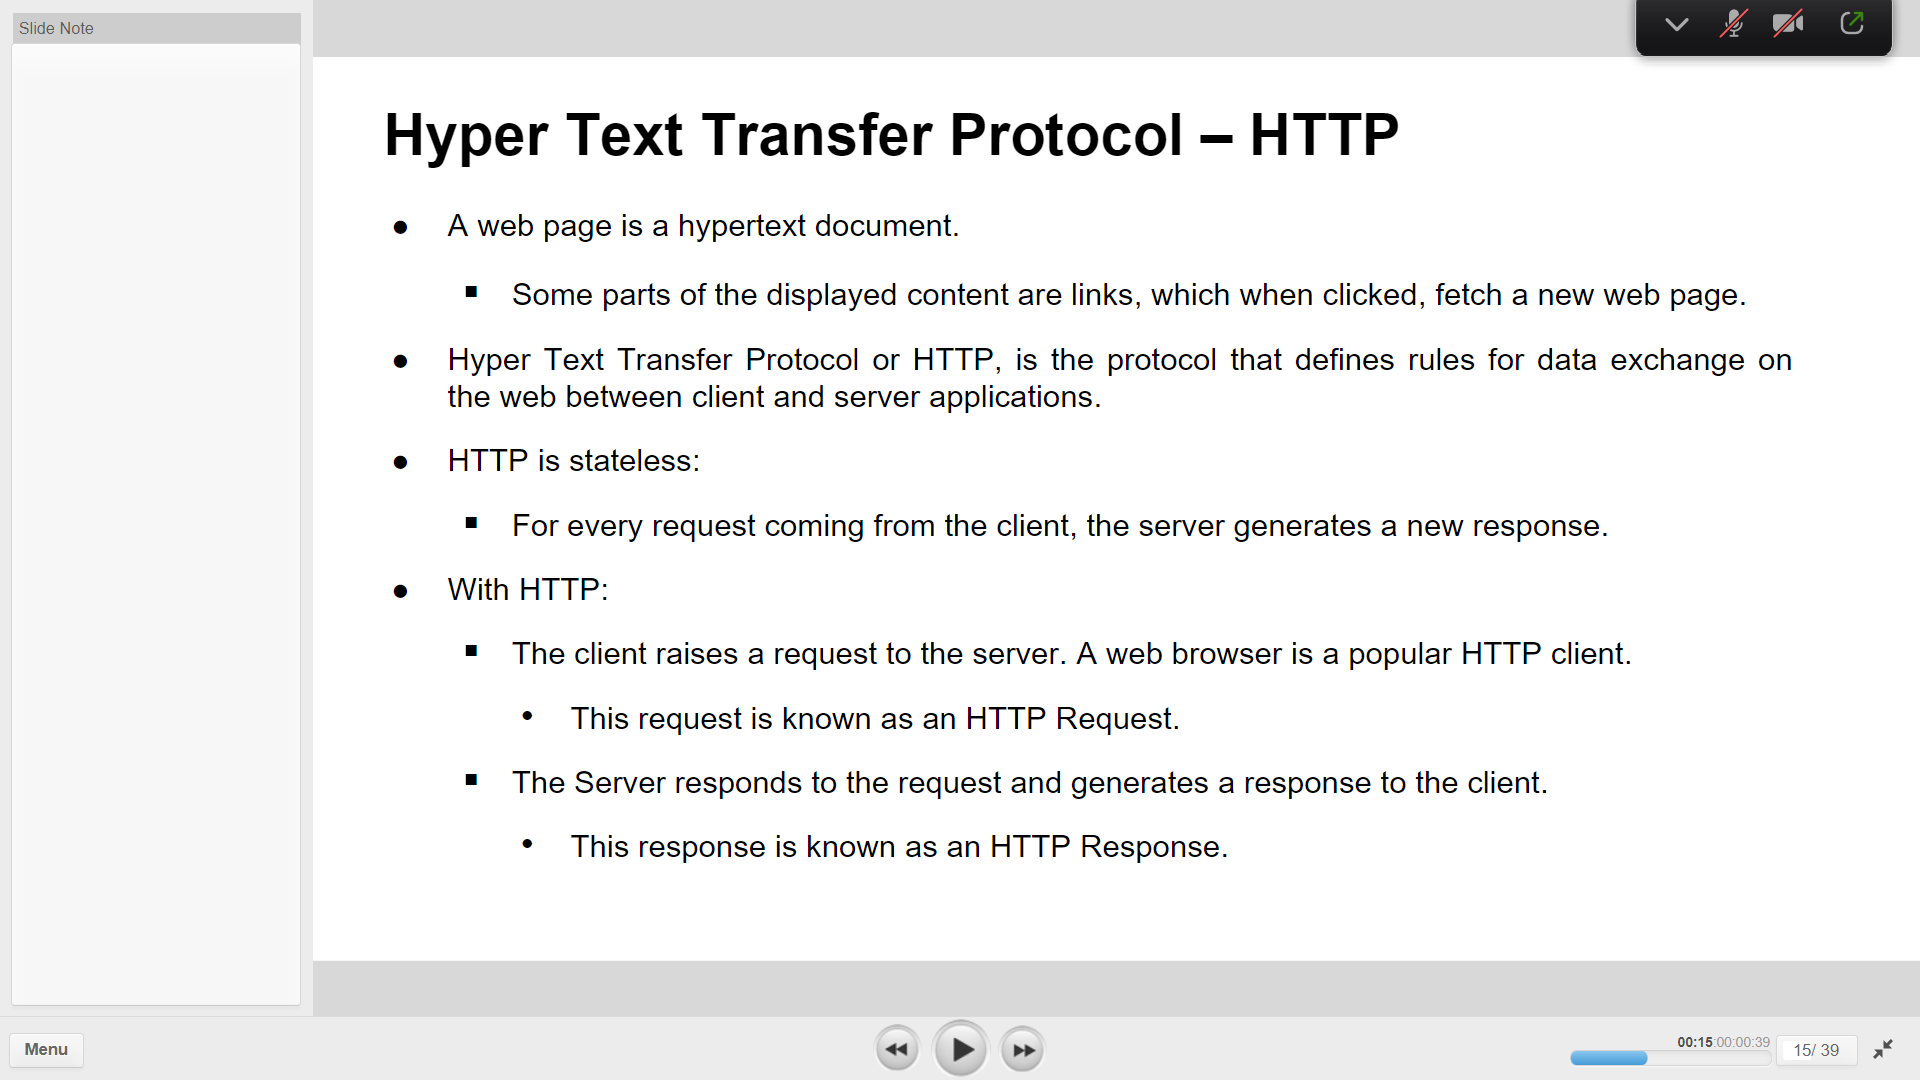 Slide Note
Hyper Text Transfer Protocol – HTTP
● A web page is a hypertext document.
▪ Some parts of the displayed content are links, which when clicked, fetch a new web page.
● Hyper Text Transfer Protocol or HTTP, is the protocol that defines rules for data exchange on
the web between client and server applications.
● HTTP is stateless:
▪ For every request coming from the client, the server generates a new response.
● With HTTP:
▪ The client raises a request to the server. A web browser is a popular HTTP client.
• This request is known as an HTTP Request.
▪ The Server responds to the request and generates a response to the client.
• This response is known as an HTTP Response.
Menu
00:15:00:00:39
15/ 39